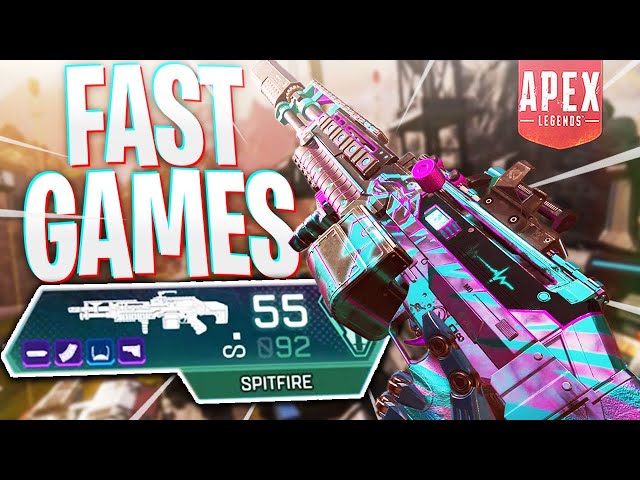 FAST
GAMES
APEX
LEGENDS
55
S.
092
SPITFIRE